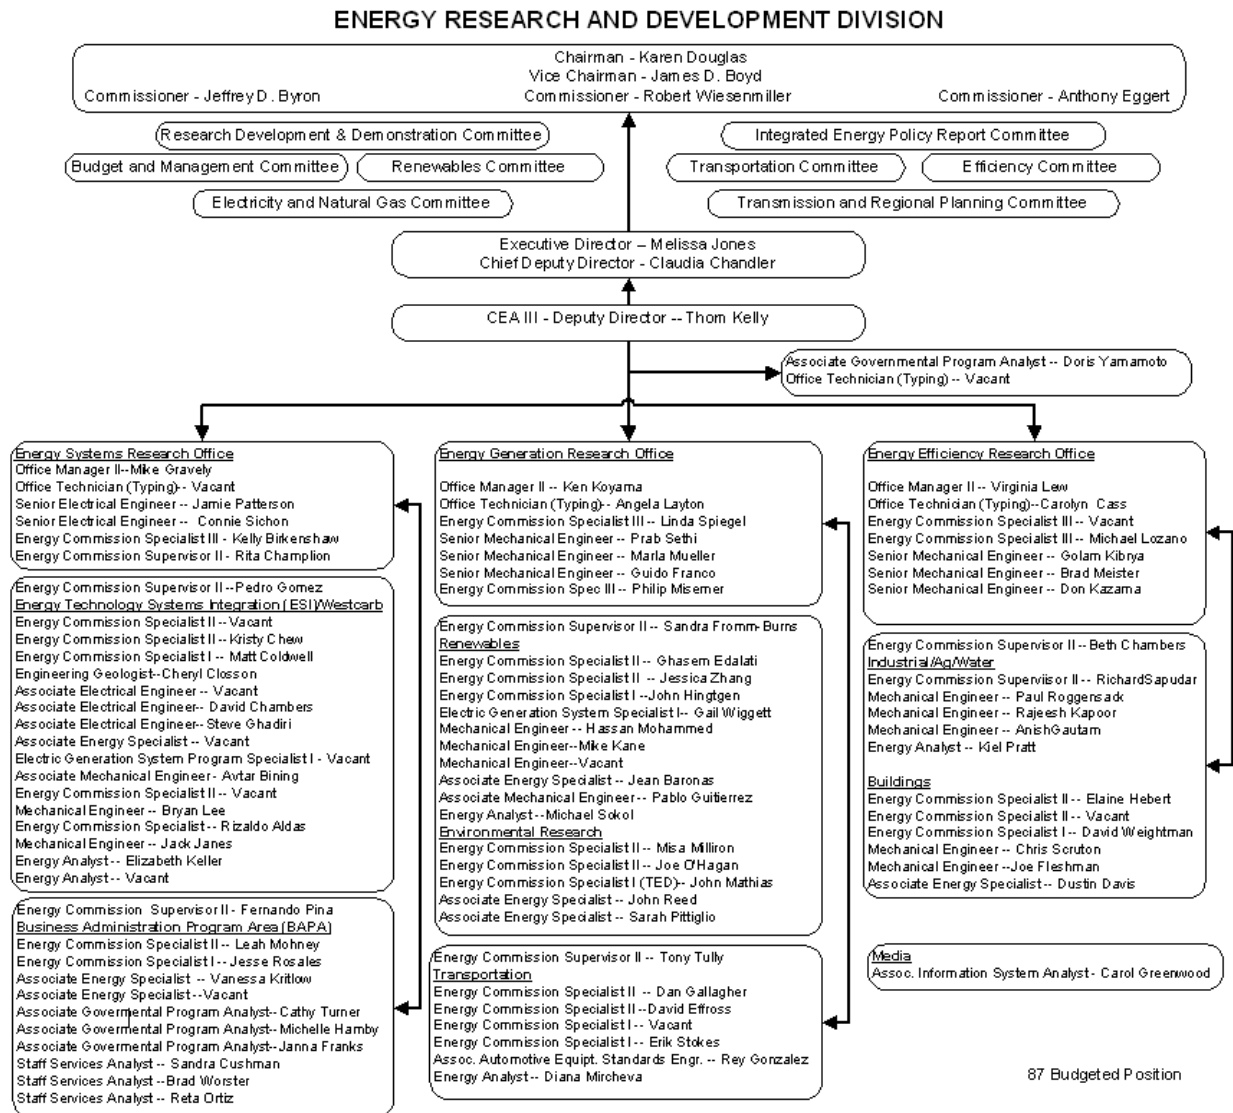 ENERGY RESEARCH AND DEVELOPMENT DIVISION
Chairman - Karen Douglas
Vice Chairman - James D. Boyd
Commissioner - Jeffrey D. Byron
Commissioner - Robert Wiesenmiller
Commissioner - Anthony Eggert
Research Development & Demonstration Committee
Integrated Energy Policy Report Committee
Budget and Management Committee
Renewables Committee
Transportation Committee
Efficiency Committee
Electricity and Natural Gas Committee
Transmission and Regional Planning Committee
Executive Director – Melissa Jones
Chief Deputy Director - Claudia Chandler
CEA III - Deputy Director -- Thom Kelly
Associate Governmental Program Analyst -- Doris Yamamoto
Office Technician (Typing) -- Vacant
Energy Systems Research Office
Office Manager II--Mike Gravely
Office Technician (Typing)-- Vacant
Senior Electrical Engineer -- Jamie Patterson
Senior Electrical Engineer -- Connie Sichon
Energy Commission Specialist III - Kelly Birkenshaw
Energy Commission Supervisor II - Rita Champlion
Energy Commission Supervisor II --Pedro Gomez
Energy Technology Systems Integration (ESI)/Westcarb
Energy Commission Specialist II -- Vacant
Energy Commission Specialist II -- Kristy Chew
Energy Commission Specialist I -- Matt Coldwell
Engineering Geologist--Cheryl Closson
Associate Electrical Engineer -- Vacant
Associate Electrical Engineer-- David Chambers
Associate Electrical Engineer--Steve Ghadiri
Associate Energy Specialist -- Vacant
Electric Generation System Program Specialist I - Vacant
Associate Mechanical Engineer- Avtar Bining
Energy Commission Specialist II -- Vacant
Mechanical Engineer -- Bryan Lee
Energy Commission Specialist-- Rizaldo Aldas
Mechanical Engineer -- Jack Janes
Energy Analyst-- Elizabeth Keller
Energy Analyst-- Vacant
Energy Commission Supervisor II - Fernando Pina
Business Administration Program Area (BAPA)
Energy Commission Specialist II -- Leah Mohney
Energy Commission Specialist I -- Jesse Rosales
Associate Energy Specialist -- Vanessa Kritlow
Associate Energy Specialist --Vacant
Associate Govermental Program Analyst-- Cathy Turner
Associate Govermental Program Analyst-- Michelle Hamby
Associate Govermental Program Analyst--Janna Franks
Staff Services Analyst -- Sandra Cushman
Staff Services Analyst --Brad Worster
Staff Services Analyst -- Reta Ortiz
Energy Generation Research Office
Office Manager II -- Ken Koyama
Office Technician (Typing) -- Angela Layton
Energy Commission Specialist III -- Linda Spiegel
Senior Mechanical Engineer -- Prab Sethi
Senior Mechanical Engineer -- Marla Mueller
Senior Mechanical Engineer -- Guido Franco
Energy Commission Spec III -- Philip Misemer
Energy Commission Supervisor II -- Sandra Fromm-Burns
Renewables
Energy Commission Specialist II -- Ghasem Edalati
Energy Commission Specialist II -- Jessica Zhang
Energy Commission Specialist I --John Hingtgen
Electric Generation System Specialist I-- Gail Wiggett
Mechanical Engineer -- Hassan Mohammed
Mechanical Engineer--Mike Kane
Mechanical Engineer--Vacant
Associate Energy Specialist -- Jean Baronas
Associate Mechanical Engineer -- Pablo Guitierrez
Energy Analyst--Michael Sokol
Environmental Research
Energy Commission Specialist II -- Misa Milliron
Energy Commission Specialist II -- Joe O'Hagan
Energy Commission Specialist I (TED)-- John Mathias
Associate Energy Specialist -- John Reed
Associate Energy Specialist -- Sarah Pittiglio
Energy Commission Supervisor II -- Tony Tully
Transportation
Energy Commission Specialist II -- Dan Gallagher
Energy Commission Specialist II --David Effross
Energy Commission Specialist I -- Vacant
Energy Commission Specialist I -- Erik Stokes
Assoc. Automotive Equipt. Standards Engr. -- Rey Gonzalez
Energy Analyst-- Diana Mircheva
Energy Efficiency Research Office
Office Manager II -- Virginia Lew
Office Technician (Typing)--Carolyn Cass
Energy Commission Specialist III -- Vacant
Energy Commission Specialist III -- Michael Lozano
Senior Mechanical Engineer -- Golam Kibrya
Senior Mechanical Engineer -- Brad Meister
Senior Mechanical Engineer -- Don Kazama
Energy Commission Supervisor II -- Beth Chambers
Industrial/Ag/Water
Energy Commission Supervisor II -- RichardSapudar
Mechanical Engineer -- Paul Roggensack
Mechanical Engineer -- Rajeesh Kapoor
Mechanical Engineer -- AnishGautam
Energy Analyst -- Kiel Pratt
Buildings
Energy Commission Specialist II -- Elaine Hebert
Energy Commission Specialist II -- Vacant
Energy Commission Specialist I -- David Weightman
Mechanical Engineer -- Chris Scruton
Mechanical Engineer --Joe Fleshman
Associate Energy Specialist -- Dustin Davis
Media
Assoc. Information System Analyst - Carol Greenwood
87 Budgeted Position